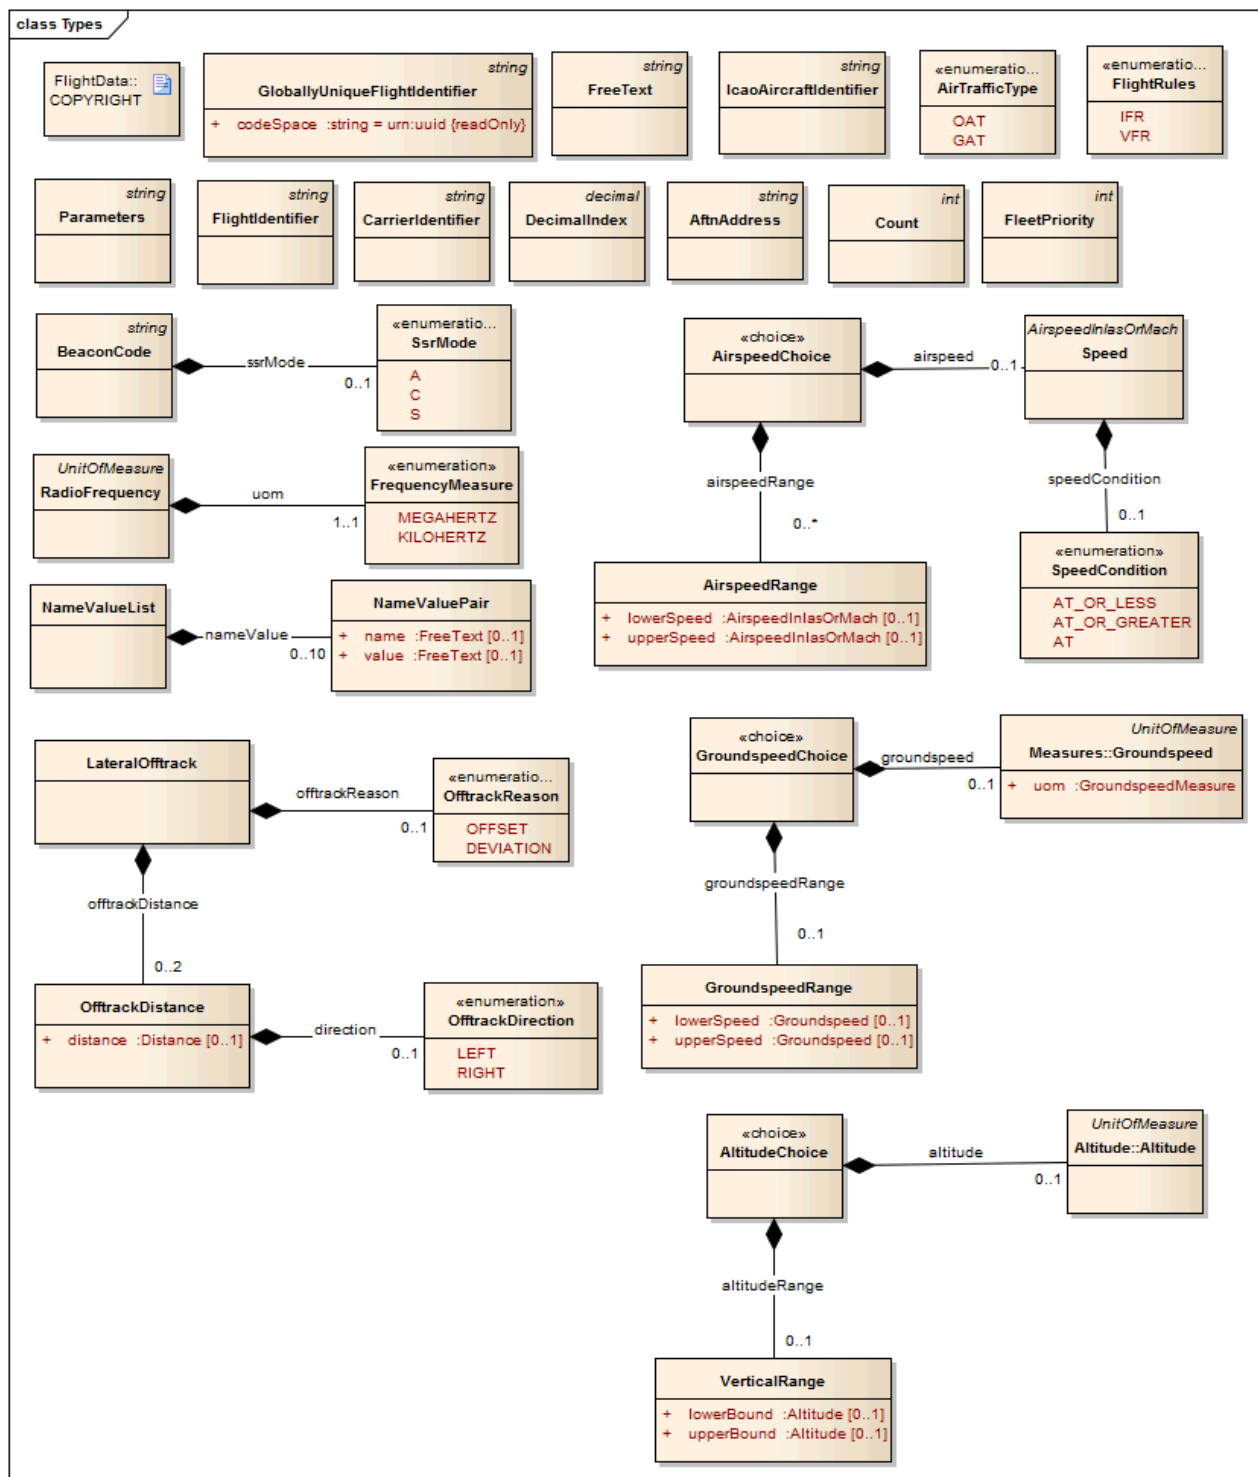 class Types
FlightData::
COPYRIGHT
string
GloballyUniqueFlightIdentifier
+ codeSpace :string = urn:uuid {readOnly}
string
FreeText
string
IcaoAircraftIdentifier
«enumeratio...
AirTrafficType
OAT
GAT
«enumeratio...
FlightRules
IFR
VFR
string
Parameters
string
FlightIdentifier
string
CarrierIdentifier
decimal
DecimalIndex
string
AftnAddress
int
Count
int
FleetPriority
string
BeaconCode
ssrMode
0..1
«enumeratio...
SsrMode
A
C
S
«choice»
AirspeedChoice
airspeed
0..1
AirspeedInIasOrMach
Speed
airspeedRange
0..*
speedCondition
0..1
UnitOfMeasure
RadioFrequency
uom
1..1
«enumeration»
FrequencyMeasure
MEGAHERTZ
KILOHERTZ
AirspeedRange
+ lowerSpeed :AirspeedInIasOrMach [0..1]
+ upperSpeed :AirspeedInIasOrMach [0..1]
«enumeration»
SpeedCondition
AT_OR_LESS
AT_OR_GREATER
AT
NameValueList
nameValue
0..10
NameValuePair
+ name :FreeText [0..1]
+ value :FreeText [0..1]
LateralOfftrack
offtrackReason
0..1
«enumeratio...
OfftrackReason
OFFSET
DEVIATION
«choice»
GroundspeedChoice
groundspeed
0..1
UnitOfMeasure
Measures::Groundspeed
+ uom :GroundspeedMeasure
offtrackDistance
0..2
groundspeedRange
0..1
OfftrackDistance
+ distance :Distance [0..1]
direction
0..1
«enumeration»
OfftrackDirection
LEFT
RIGHT
GroundspeedRange
+ lowerSpeed :Groundspeed [0..1]
+ upperSpeed :Groundspeed [0..1]
«choice»
AltitudeChoice
altitude
0..1
UnitOfMeasure
Altitude::Altitude
altitudeRange
0..1
VerticalRange
+ lowerBound :Altitude [0..1]
+ upperBound :Altitude [0..1]